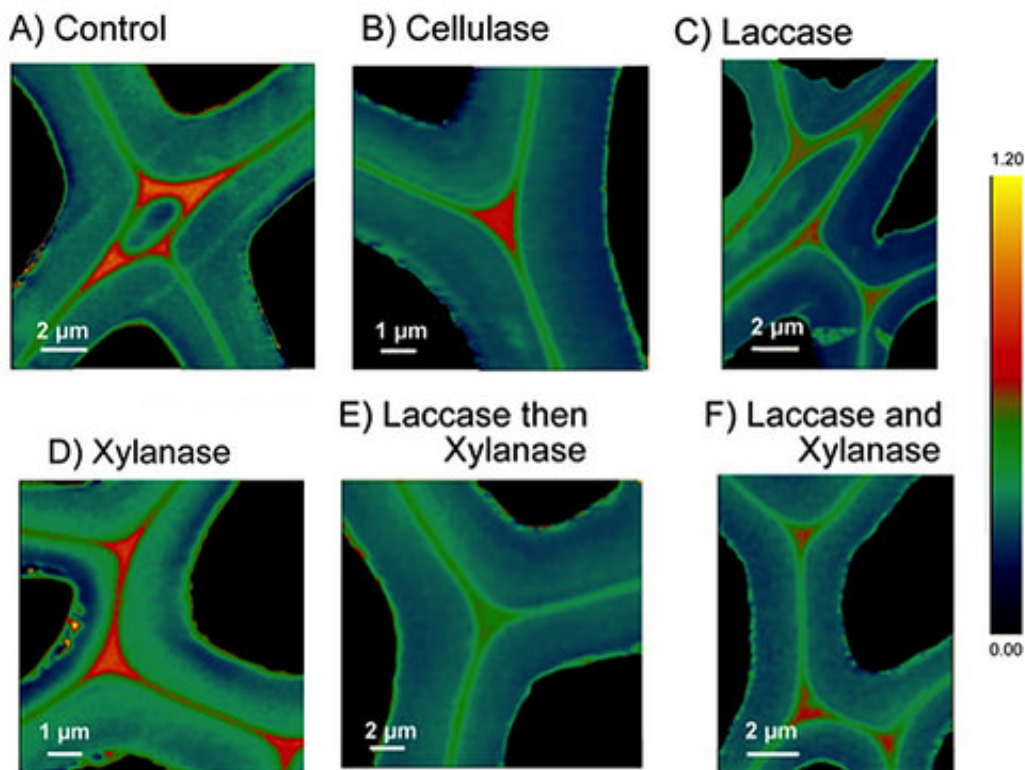 A) Control
B) Cellulase
C) Laccase
2 µm
1 µm
2 µm
1.20
D) Xylanase
E) Laccase then
Xylanase
F) Laccase and
Xylanase
1 µm
2 µm
2 µm
0.00